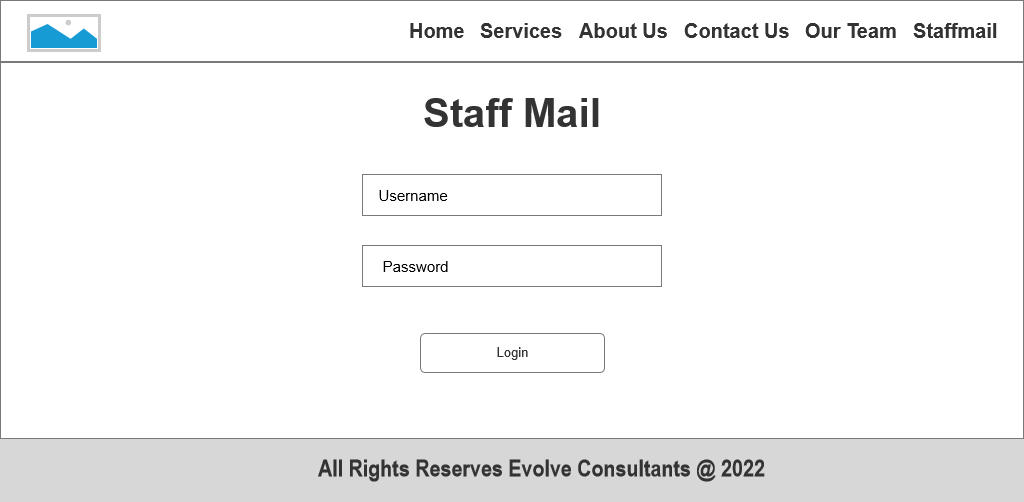 Home Services About Us Contact Us Our Team Staffmail
Staff Mail
Username
Password
Login
All Rights Reserves Evolve Consultants @ 2022